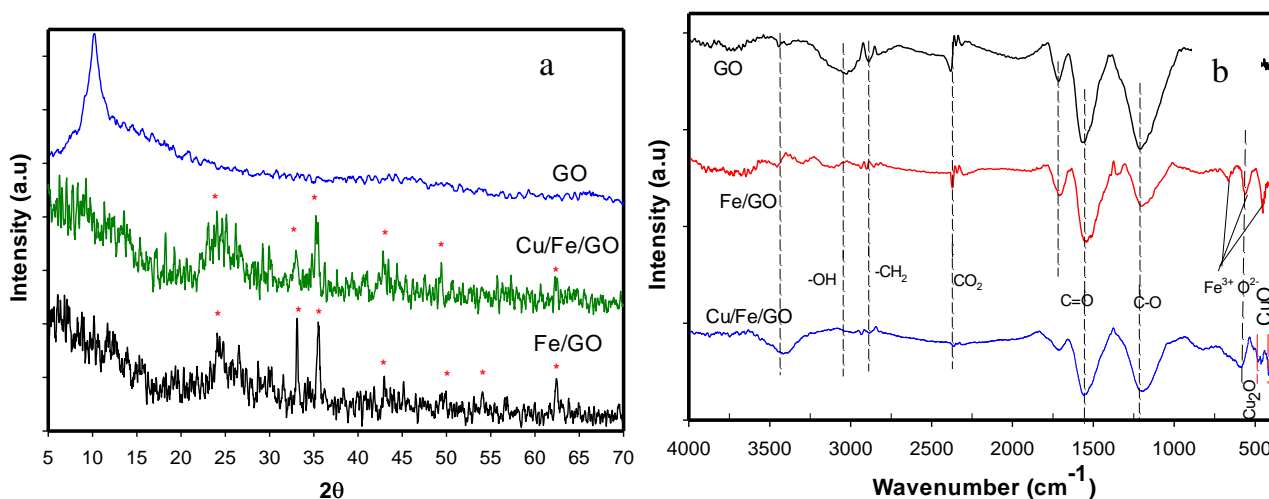 a
GO
Cu/Fe/GO
Fe/GO
* * * * * *
* * * * * * *
Intensity (a.u)
5 10 15 20 25 30 35 40 45 50 55 60 65 70
2θ
b
GO
Fe/GO
Cu/Fe/GO
-OH
-CH2
CO2
C=O
C-O
Fe3+ O2-
Cu2O
CuO
Intensity (a.u)
4000 3500 3000 2500 2000 1500 1000 500
Wavenumber (cm-1)